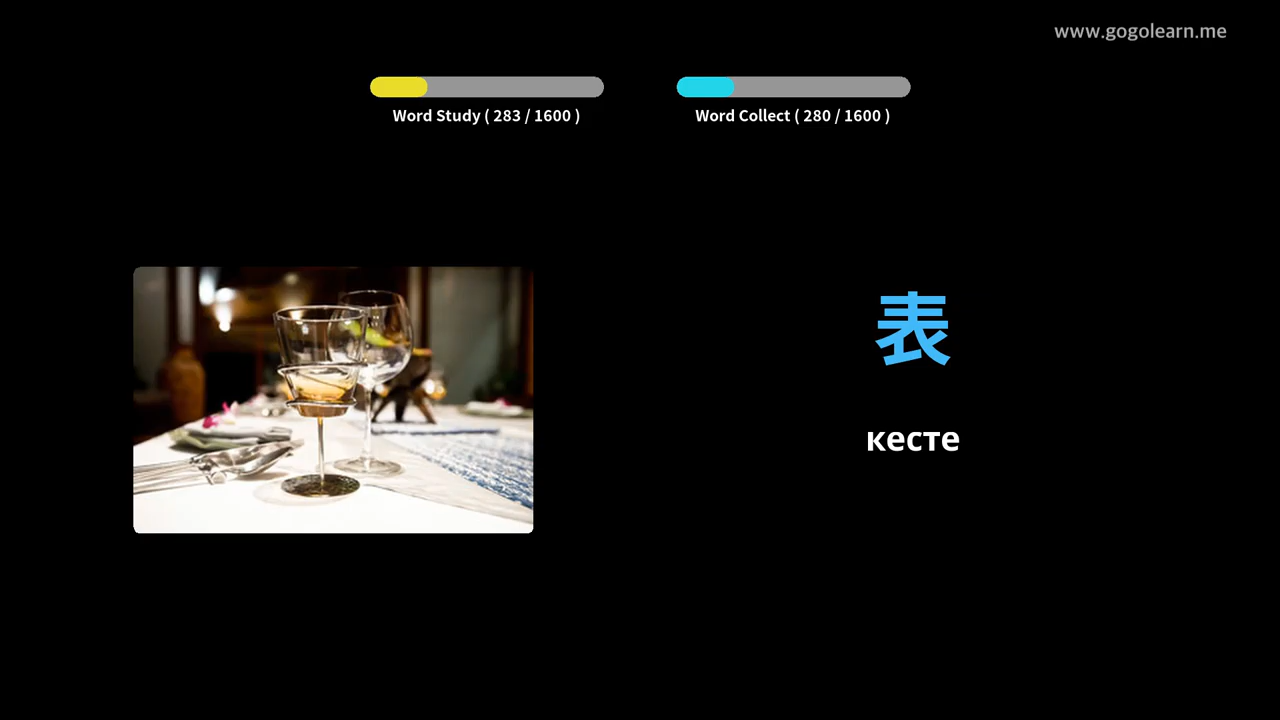 www.gogolearn.me
Word Study ( 283 / 1600 )
Word Collect ( 280 / 1600 )
表
кесте